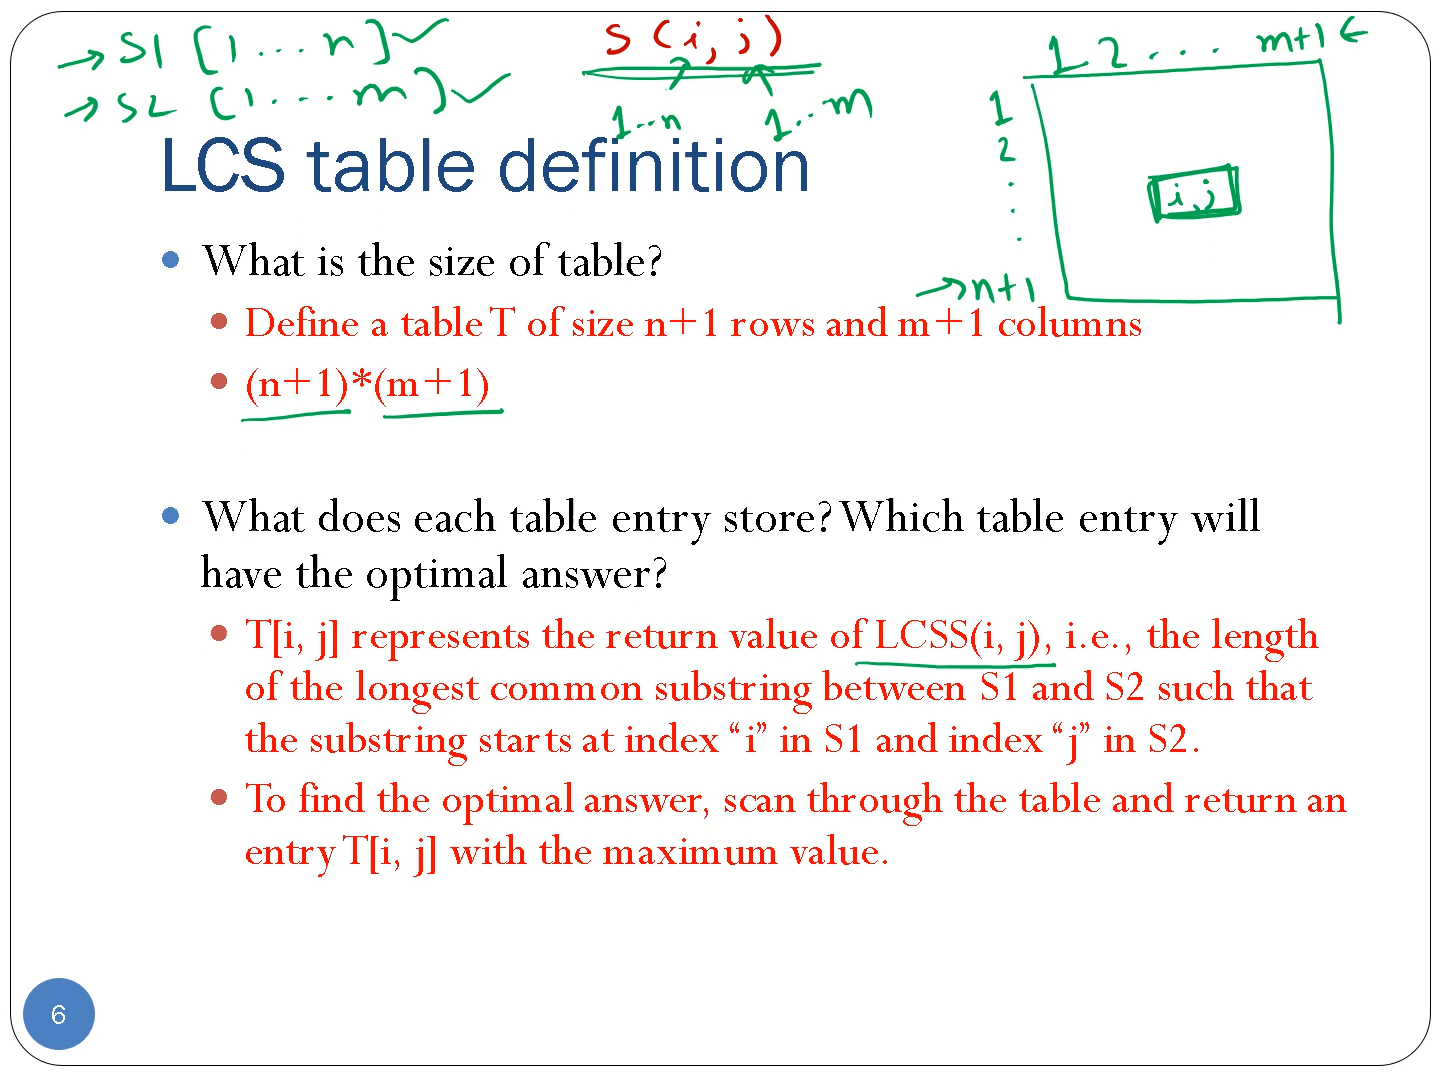 → S1 [1 ... n] ✓
→ S2 [1 ... m] ✓
S(i, j)
1..n 1..m
1 2 ... m+1 ←
1
2
.
.
.
→ n+1
i, j
LCS table definition
• What is the size of table?
• Define a table T of size n+1 rows and m+1 columns
• (n+1)*(m+1)
• What does each table entry store? Which table entry will
have the optimal answer?
• T[i, j] represents the return value of LCSS(i, j), i.e., the length
of the longest common substring between S1 and S2 such that
the substring starts at index “i” in S1 and index “j” in S2.
• To find the optimal answer, scan through the table and return an
entry T[i, j] with the maximum value.
6